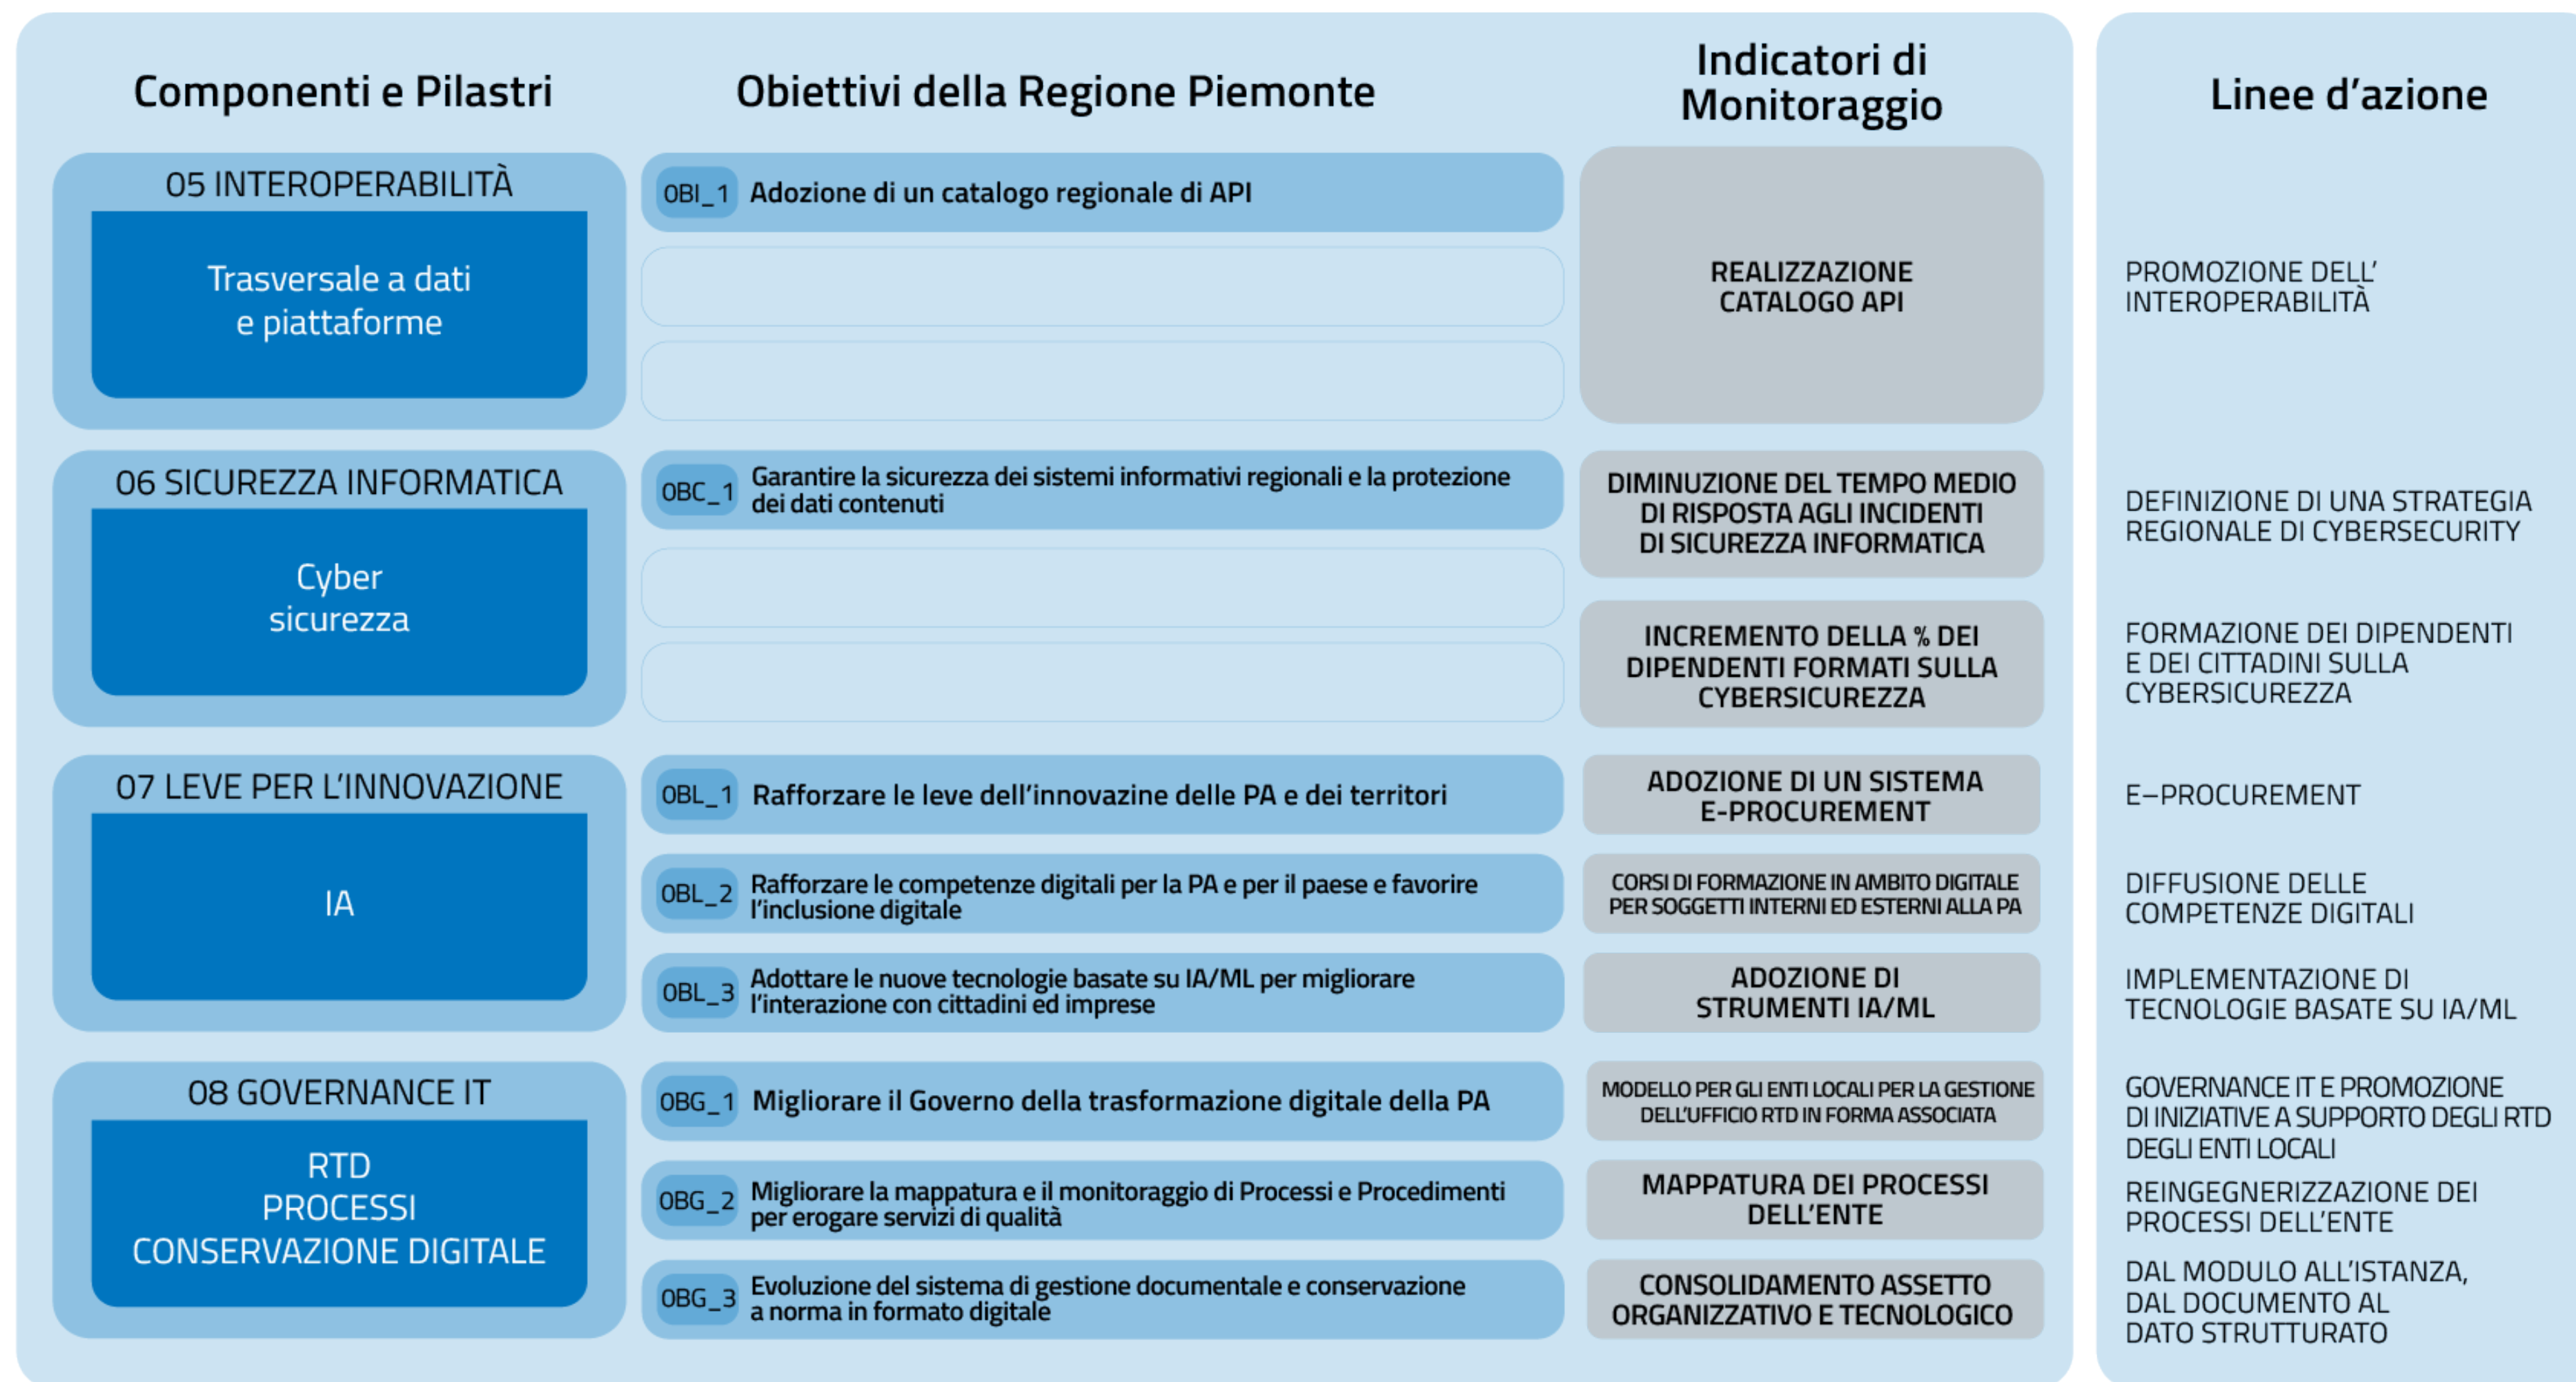 Componenti e Pilastri
Obiettivi della Regione Piemonte
Indicatori di
Monitoraggio
Linee d'azione
05 INTEROPERABILITÀ
Trasversale a dati
e piattaforme
OBI_1 Adozione di un catalogo regionale di API
REALIZZAZIONE
CATALOGO API
PROMOZIONE DELL'
INTEROPERABILITÀ
06 SICUREZZA INFORMATICA
Cyber
sicurezza
OBC_1 Garantire la sicurezza dei sistemi informativi regionali e la protezione
dei dati contenuti
DIMINUZIONE DEL TEMPO MEDIO
DI RISPOSTA AGLI INCIDENTI
DI SICUREZZA INFORMATICA
DEFINIZIONE DI UNA STRATEGIA
REGIONALE DI CYBERSECURITY
INCREMENTO DELLA % DEI
DIPENDENTI FORMATI SULLA
CYBERSICUREZZA
FORMAZIONE DEI DIPENDENTI
E DEI CITTADINI SULLA
CYBERSICUREZZA
07 LEVE PER L'INNOVAZIONE
IA
OBL_1 Rafforzare le leve dell'innovazine delle PA e dei territori
ADOZIONE DI UN SISTEMA
E-PROCUREMENT
E–PROCUREMENT
OBL_2 Rafforzare le competenze digitali per la PA e per il paese e favorire
l'inclusione digitale
CORSI DI FORMAZIONE IN AMBITO DIGITALE
PER SOGGETTI INTERNI ED ESTERNI ALLA PA
DIFFUSIONE DELLE
COMPETENZE DIGITALI
OBL_3 Adottare le nuove tecnologie basate su IA/ML per migliorare
l'interazione con cittadini ed imprese
ADOZIONE DI
STRUMENTI IA/ML
IMPLEMENTAZIONE DI
TECNOLOGIE BASATE SU IA/ML
08 GOVERNANCE IT
RTD
PROCESSI
CONSERVAZIONE DIGITALE
OBG_1 Migliorare il Governo della trasformazione digitale della PA
MODELLO PER GLI ENTI LOCALI PER LA GESTIONE
DELL'UFFICIO RTD IN FORMA ASSOCIATA
GOVERNANCE IT E PROMOZIONE
DI INIZIATIVE A SUPPORTO DEGLI RTD
DEGLI ENTI LOCALI
OBG_2 Migliorare la mappatura e il monitoraggio di Processi e Procedimenti
per erogare servizi di qualità
MAPPATURA DEI PROCESSI
DELL'ENTE
REINGEGNERIZZAZIONE DEI
PROCESSI DELL'ENTE
OBG_3 Evoluzione del sistema di gestione documentale e conservazione
a norma in formato digitale
CONSOLIDAMENTO ASSETTO
ORGANIZZATIVO E TECNOLOGICO
DAL MODULO ALL'ISTANZA,
DAL DOCUMENTO AL
DATO STRUTTURATO